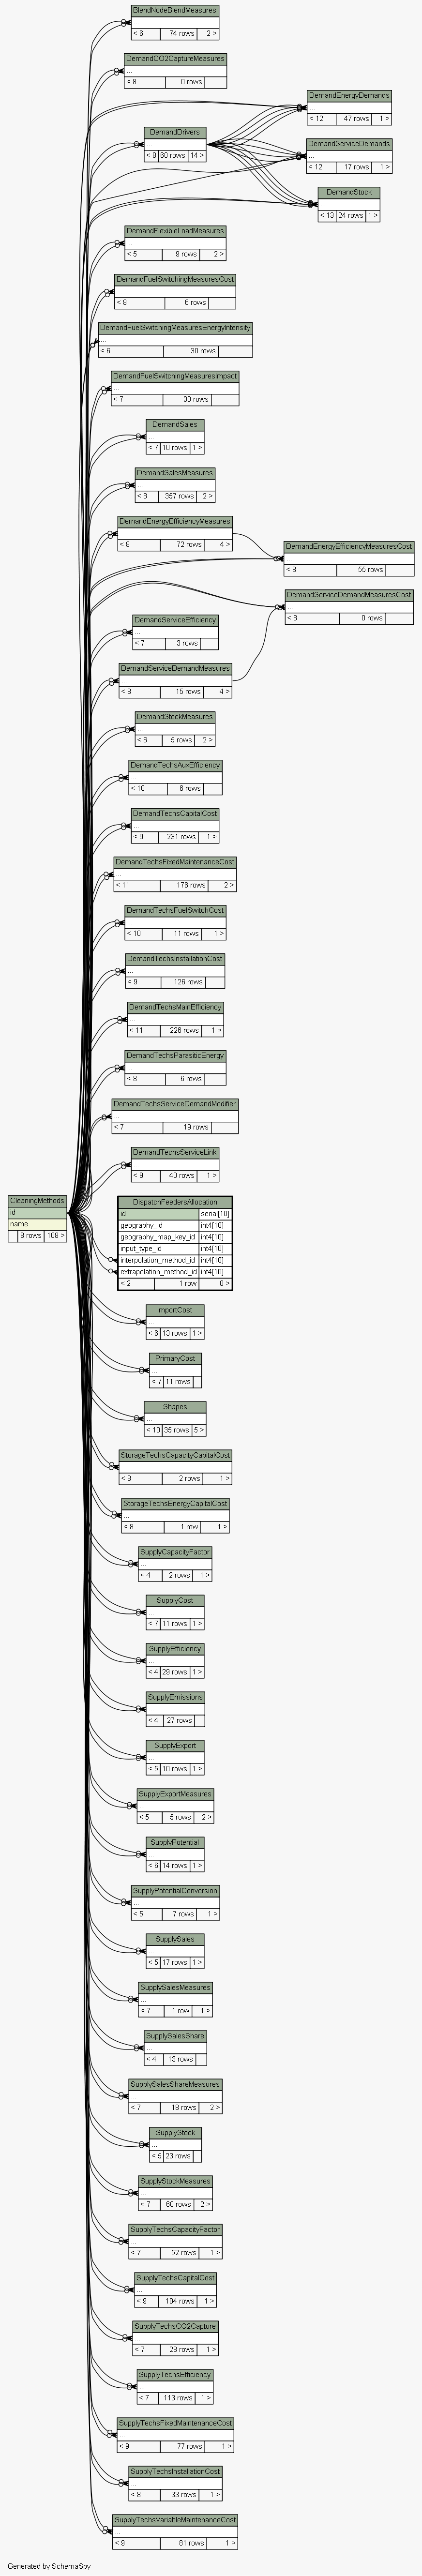 BlendNodeBlendMeasures
...
< 6 74 rows 2 >
DemandCO2CaptureMeasures
...
< 8 0 rows
DemandEnergyDemands
...
< 12 47 rows 1 >
DemandDrivers
...
< 8 60 rows 14 >
DemandServiceDemands
...
< 12 17 rows 1 >
DemandStock
...
< 13 24 rows 1 >
DemandFlexibleLoadMeasures
...
< 5 9 rows 2 >
DemandFuelSwitchingMeasuresCost
...
< 8 6 rows
DemandFuelSwitchingMeasuresEnergyIntensity
...
< 6 30 rows
DemandFuelSwitchingMeasuresImpact
...
< 7 30 rows
DemandSales
...
< 7 10 rows 1 >
DemandSalesMeasures
...
< 8 357 rows 2 >
DemandEnergyEfficiencyMeasures
...
< 8 72 rows 4 >
DemandEnergyEfficiencyMeasuresCost
...
< 8 55 rows
DemandServiceDemandMeasuresCost
...
< 8 0 rows
DemandServiceEfficiency
...
< 7 3 rows
DemandServiceDemandMeasures
...
< 8 15 rows 4 >
DemandStockMeasures
...
< 6 5 rows 2 >
DemandTechsAuxEfficiency
...
< 10 6 rows
DemandTechsCapitalCost
...
< 9 231 rows 1 >
DemandTechsFixedMaintenanceCost
...
< 11 176 rows 2 >
DemandTechsFuelSwitchCost
...
< 10 11 rows 1 >
DemandTechsInstallationCost
...
< 9 126 rows
DemandTechsMainEfficiency
...
< 11 226 rows 1 >
DemandTechsParasiticEnergy
...
< 8 6 rows
DemandTechsServiceDemandModifier
...
< 7 19 rows
DemandTechsServiceLink
...
< 9 40 rows 1 >
CleaningMethods
id
name
8 rows 108 >
DispatchFeedersAllocation
id serial[10]
geography_id int4[10]
geography_map_key_id int4[10]
input_type_id int4[10]
interpolation_method_id int4[10]
extrapolation_method_id int4[10]
< 2 1 row 0 >
ImportCost
...
< 6 13 rows 1 >
PrimaryCost
...
< 7 11 rows
Shapes
...
< 10 35 rows 5 >
StorageTechsCapacityCapitalCost
...
< 8 2 rows 1 >
StorageTechsEnergyCapitalCost
...
< 8 1 row 1 >
SupplyCapacityFactor
...
< 4 2 rows 1 >
SupplyCost
...
< 7 11 rows 1 >
SupplyEfficiency
...
< 4 29 rows 1 >
SupplyEmissions
...
< 4 27 rows
SupplyExport
...
< 5 10 rows 1 >
SupplyExportMeasures
...
< 5 5 rows 2 >
SupplyPotential
...
< 6 14 rows 1 >
SupplyPotentialConversion
...
< 5 7 rows 1 >
SupplySales
...
< 5 17 rows 1 >
SupplySalesMeasures
...
< 7 1 row 1 >
SupplySalesShare
...
< 4 13 rows
SupplySalesShareMeasures
...
< 7 18 rows 2 >
SupplyStock
...
< 5 23 rows
SupplyStockMeasures
...
< 7 60 rows 2 >
SupplyTechsCapacityFactor
...
< 7 52 rows 1 >
SupplyTechsCapitalCost
...
< 9 104 rows 1 >
SupplyTechsCO2Capture
...
< 7 28 rows 1 >
SupplyTechsEfficiency
...
< 7 113 rows 1 >
SupplyTechsFixedMaintenanceCost
...
< 9 77 rows 1 >
SupplyTechsInstallationCost
...
< 8 33 rows 1 >
SupplyTechsVariableMaintenanceCost
...
< 9 81 rows 1 >
Generated by SchemaSpy